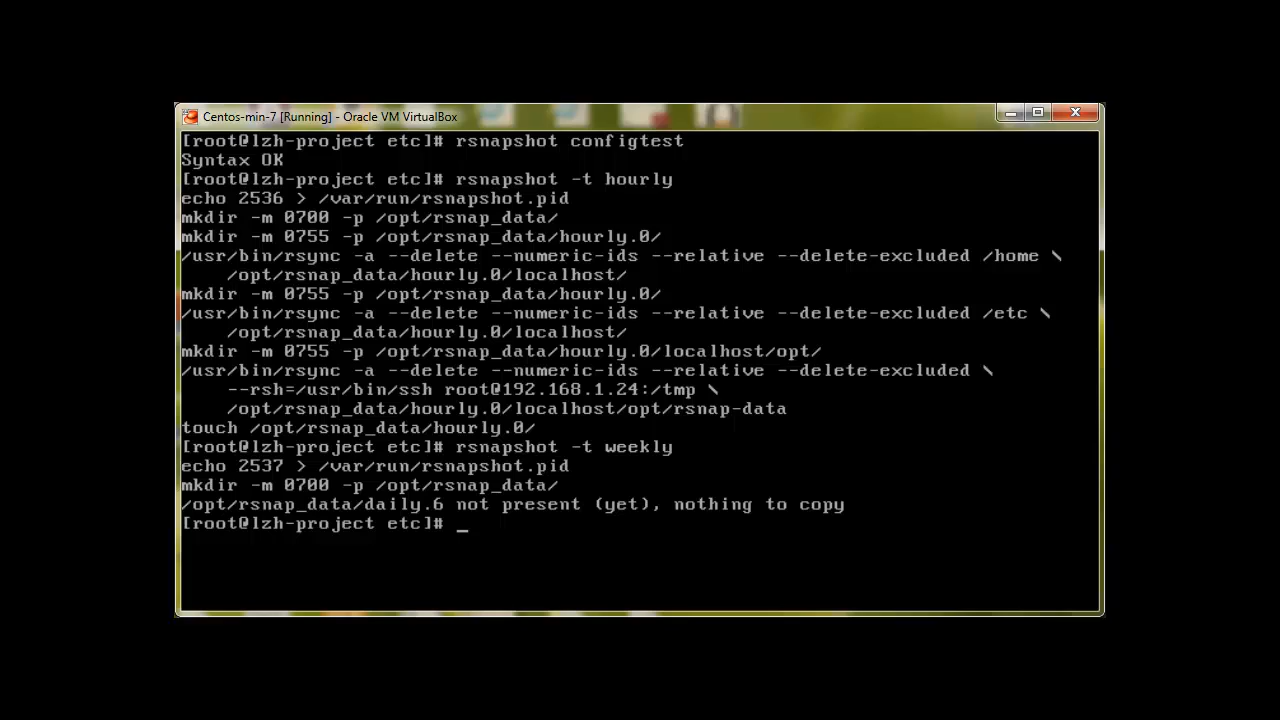 Centos-min-7 [Running] - Oracle VM VirtualBox
[root@lzh-project etc]# rsnapshot configtest
Syntax OK
[root@lzh-project etc]# rsnapshot -t hourly
echo 2536 > /var/run/rsnapshot.pid
mkdir -m 0700 -p /opt/rsnap_data/
mkdir -m 0755 -p /opt/rsnap_data/hourly.0/
/usr/bin/rsync -a --delete --numeric-ids --relative --delete-excluded /home \
    /opt/rsnap_data/hourly.0/localhost/
mkdir -m 0755 -p /opt/rsnap_data/hourly.0/
/usr/bin/rsync -a --delete --numeric-ids --relative --delete-excluded /etc \
    /opt/rsnap_data/hourly.0/localhost/
mkdir -m 0755 -p /opt/rsnap_data/hourly.0/localhost/opt/
/usr/bin/rsync -a --delete --numeric-ids --relative --delete-excluded \
    --rsh=/usr/bin/ssh root@192.168.1.24:/tmp \
    /opt/rsnap_data/hourly.0/localhost/opt/rsnap-data
touch /opt/rsnap_data/hourly.0/
[root@lzh-project etc]# rsnapshot -t weekly
echo 2537 > /var/run/rsnapshot.pid
mkdir -m 0700 -p /opt/rsnap_data/
/opt/rsnap_data/daily.6 not present (yet), nothing to copy
[root@lzh-project etc]# _